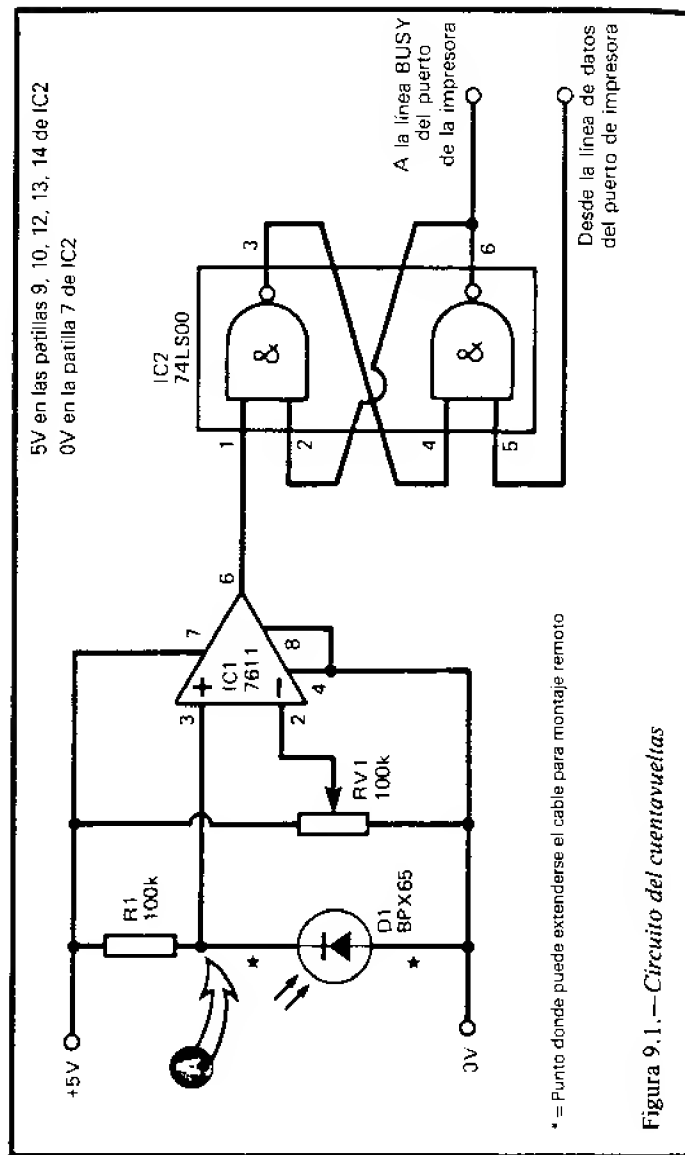 5V en las patillas 9, 10, 12, 13, 14 de IC2
0V en la patilla 7 de IC2
+5V
R1
100k
A
*
D1
BPX65
*
0V
RV1
100k
3
+
2
−
IC1
7611
7
6
8
4
IC2
74LS00
1
2
&
3
4
5
&
6
A la línea BUSY
del puerto
de la impresora
Desde la línea de datos
del puerto de impresora
* = Punto donde puede extenderse el cable para montaje remoto
Figura 9.1.—Circuito del cuentavueltas